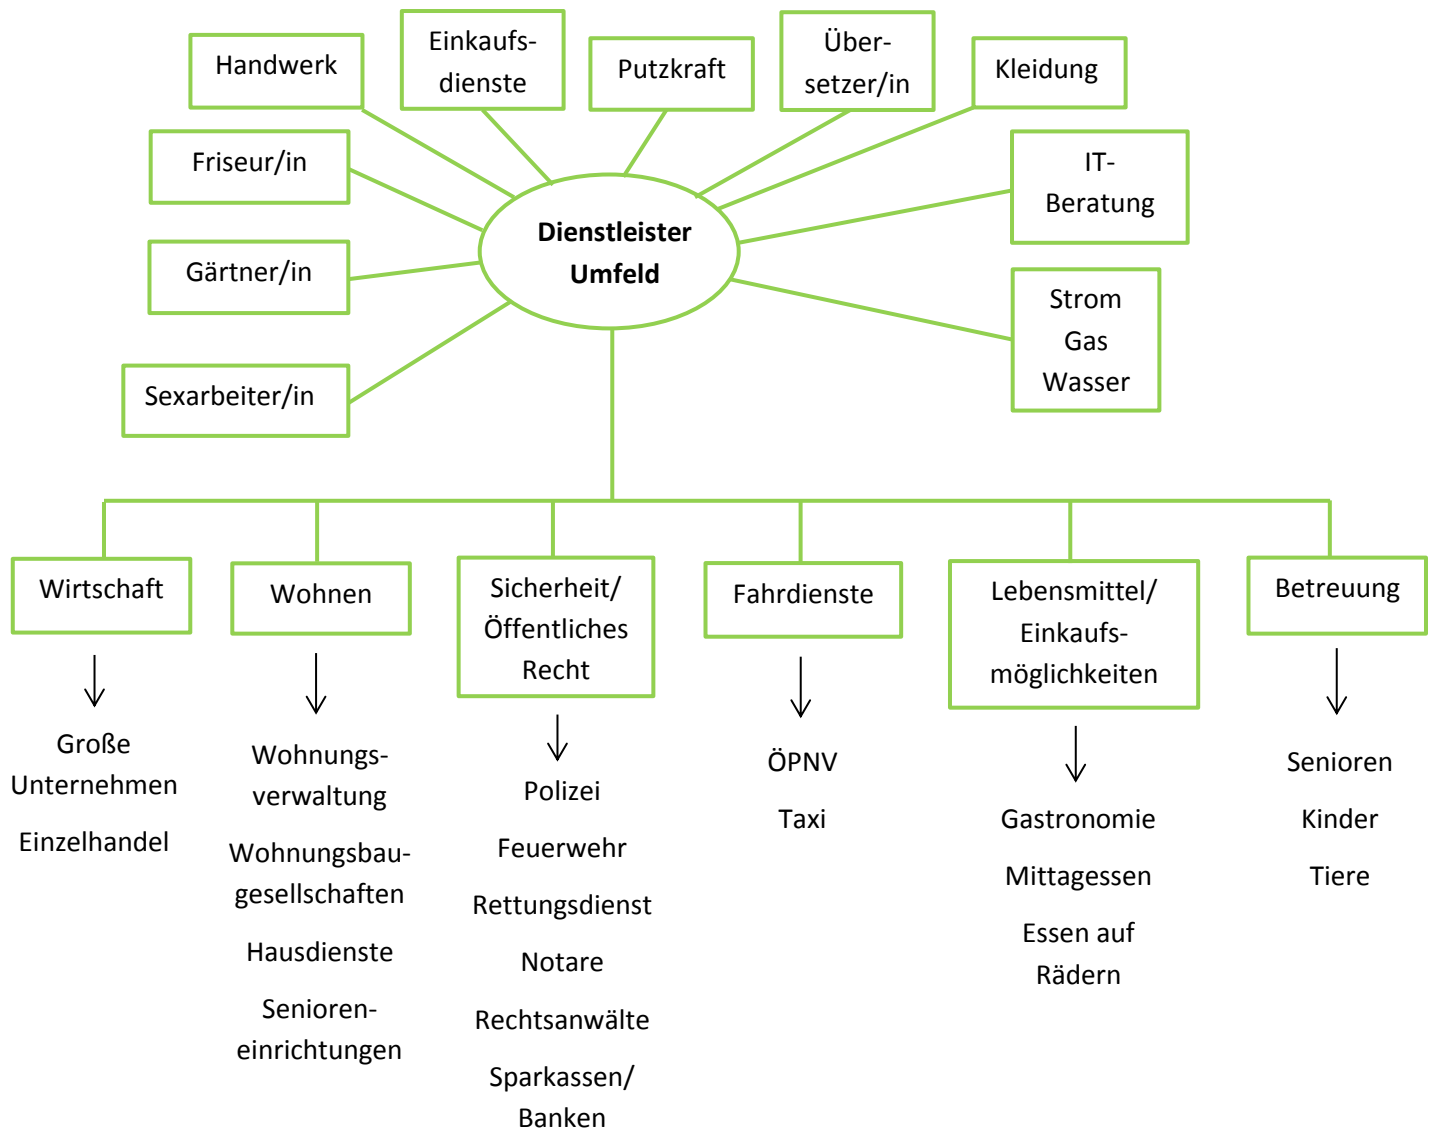 Handwerk
Einkaufs-
dienste
Putzkraft
Über-
setzer/in
Kleidung
Friseur/in
IT-
Beratung
Dienstleister
Umfeld
Gärtner/in
Strom
Gas
Wasser
Sexarbeiter/in
Wirtschaft
Große
Unternehmen
Einzelhandel
Wohnen
Wohnungs-
verwaltung
Wohnungsbau-
gesellschaften
Hausdienste
Senioren-
einrichtungen
Sicherheit/
Öffentliches
Recht
Polizei
Feuerwehr
Rettungsdienst
Notare
Rechtsanwälte
Sparkassen/
Banken
Fahrdienste
ÖPNV
Taxi
Lebensmittel/
Einkaufs-
möglichkeiten
Gastronomie
Mittagessen
Essen auf
Rädern
Betreuung
Senioren
Kinder
Tiere